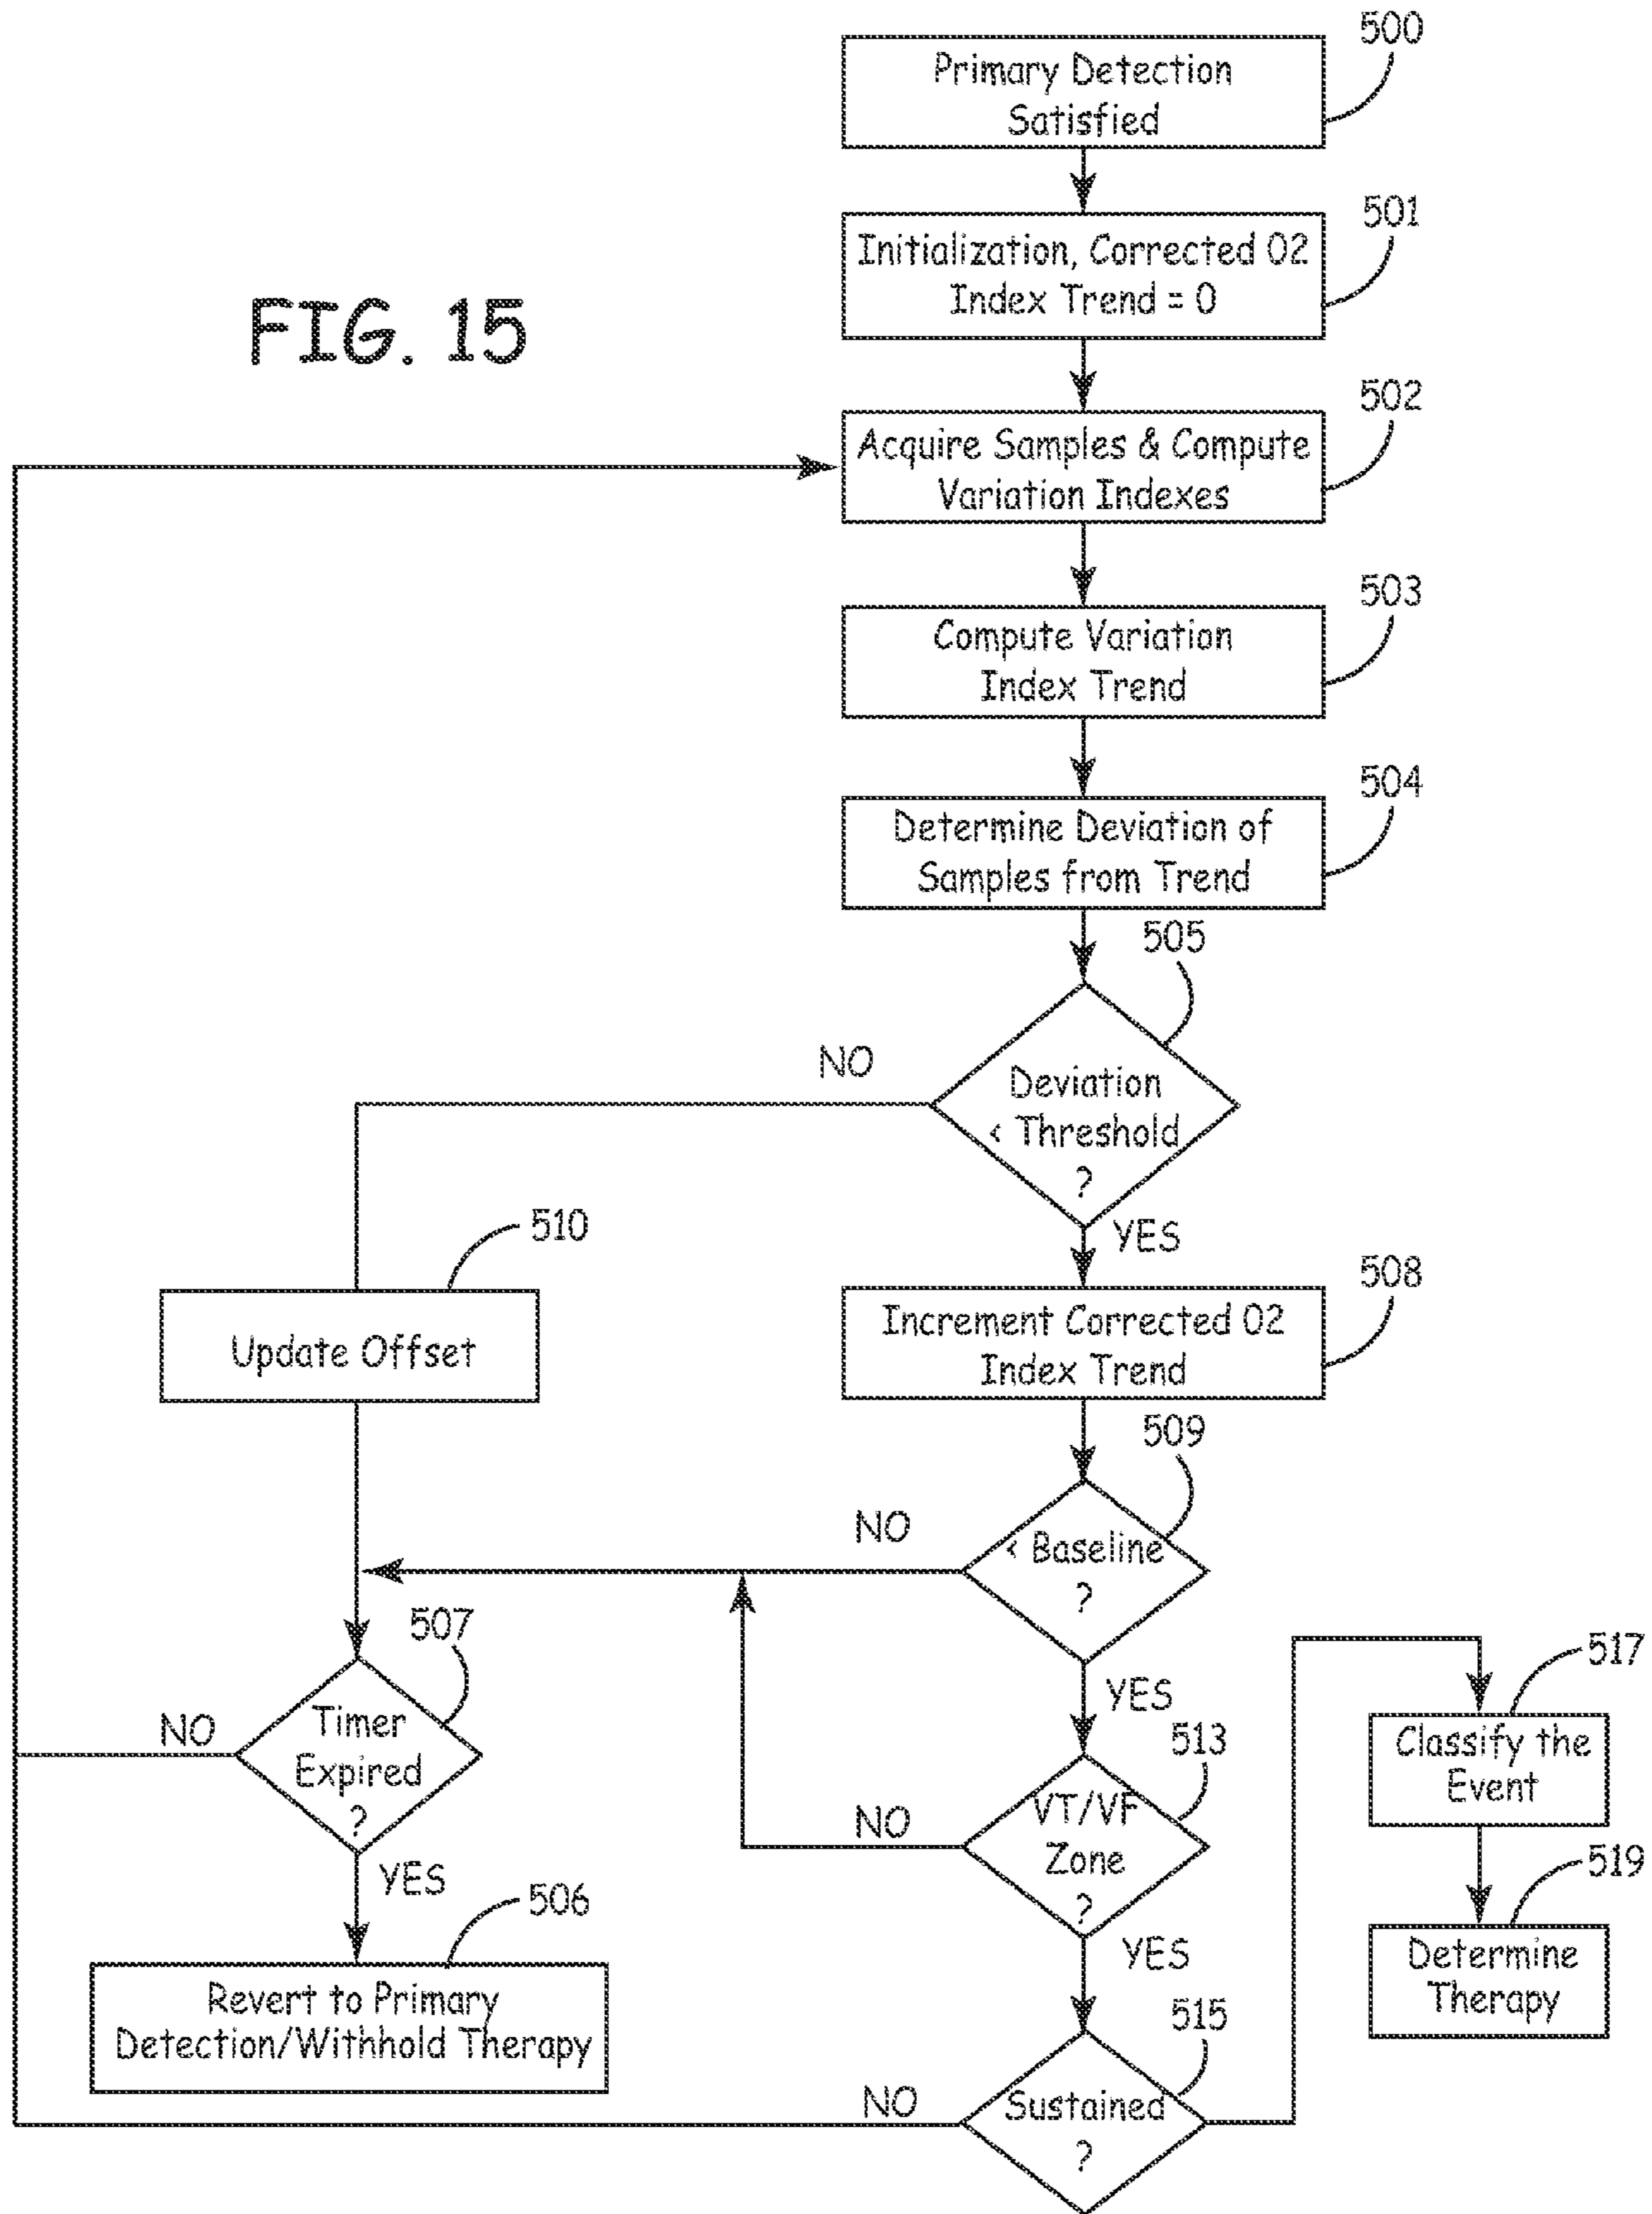 500
Primary Detection
Satisfied
501
Initialization, Corrected O2
Index Trend = 0
FIG. 15
502
Acquire Samples & Compute
Variation Indexes
503
Compute Variation
Index Trend
504
Determine Deviation of
Samples from Trend
505
NO
Deviation
< Threshold
?
YES
510
Update Offset
508
Increment Corrected O2
Index Trend
509
NO
< Baseline
?
YES
507
NO
Timer
Expired
?
YES
513
NO
VT/VF
Zone
?
YES
517
Classify the
Event
519
Determine
Therapy
506
Revert to Primary
Detection/Withhold Therapy
515
NO
Sustained
?